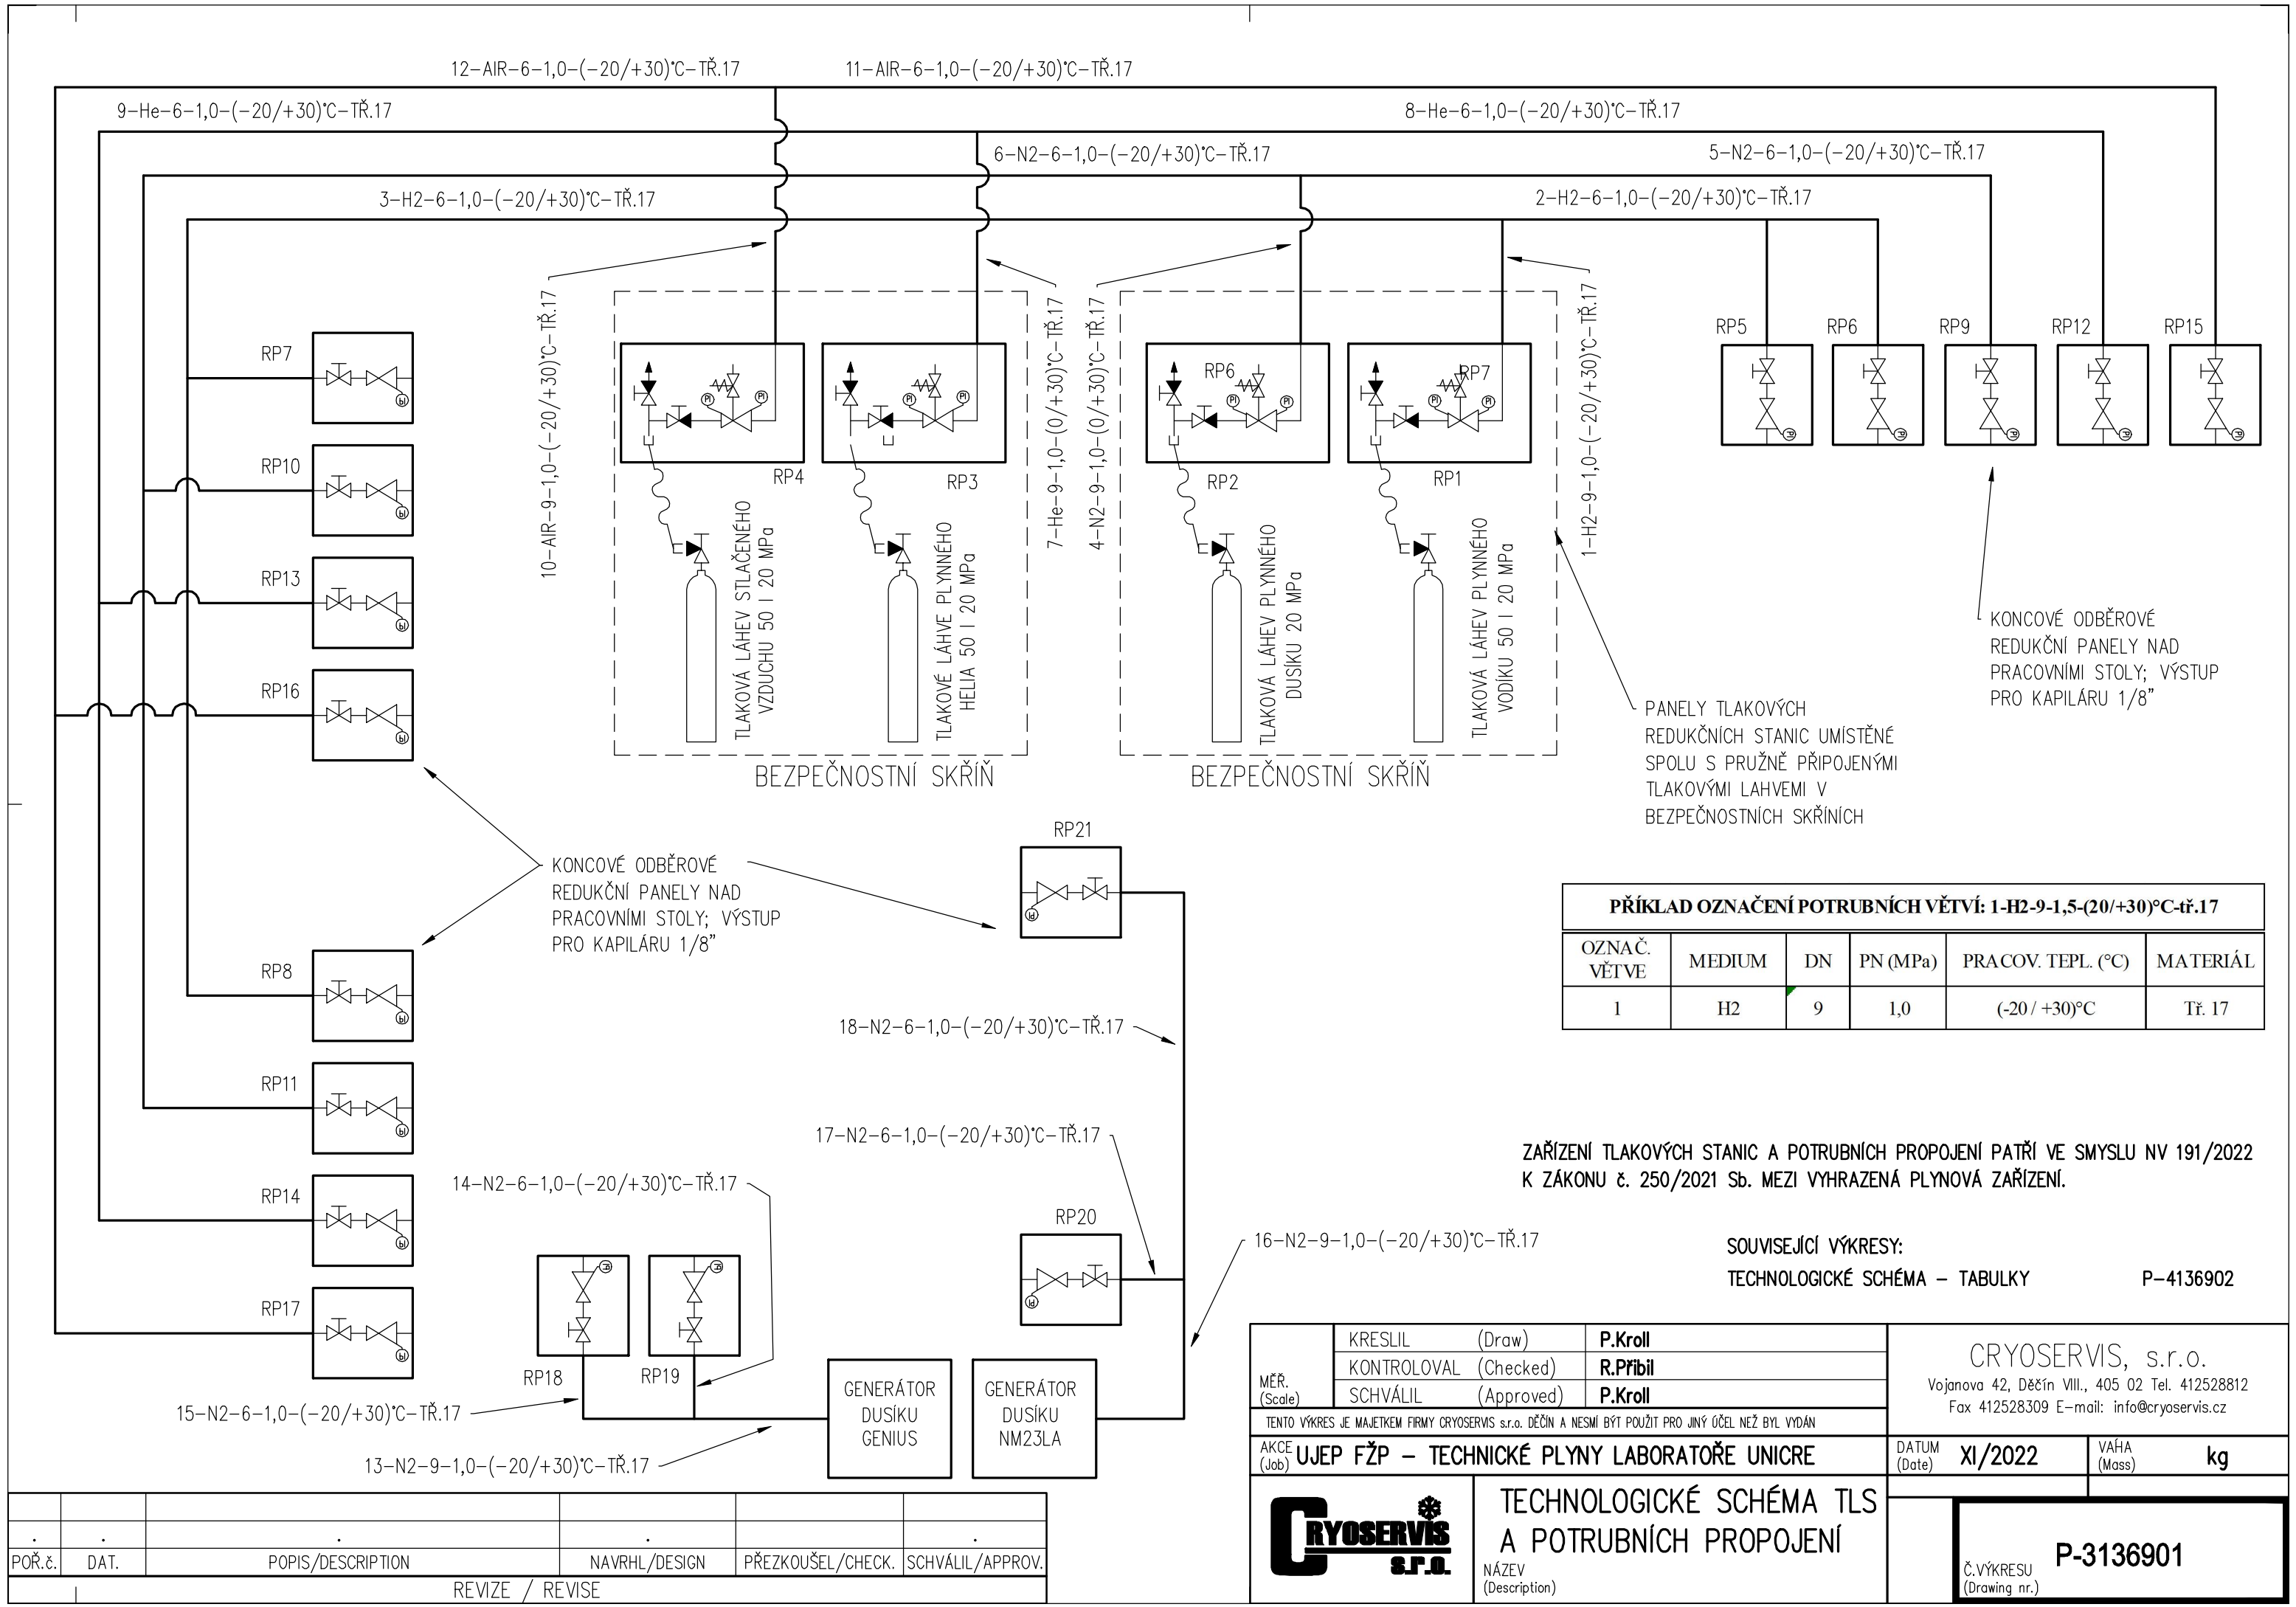 12-AIR-6-1,0-(-20/+30)°C-TŘ.17
11-AIR-6-1,0-(-20/+30)°C-TŘ.17
9-He-6-1,0-(-20/+30)°C-TŘ.17
8-He-6-1,0-(-20/+30)°C-TŘ.17
6-N2-6-1,0-(-20/+30)°C-TŘ.17
5-N2-6-1,0-(-20/+30)°C-TŘ.17
3-H2-6-1,0-(-20/+30)°C-TŘ.17
2-H2-6-1,0-(-20/+30)°C-TŘ.17
10-AIR-9-1,0-(-20/+30)°C-TŘ.17
7-He-9-1,0-(0/+30)°C-TŘ.17
4-N2-9-1,0-(0/+30)°C-TŘ.17
1-H2-9-1,0-(-20/+30)°C-TŘ.17
RP5
RP6
RP9
RP12
RP15
RP7
RP10
RP13
RP16
PI
PI
PI
PI
RP6
PI
PI
RP7
PI
PI
RP4
RP3
RP2
RP1
TLAKOVÁ LÁHEV STLAČENÉHO
VZDUCHU 50 l 20 MPa
TLAKOVÉ LÁHVE PLYNNÉHO
HELIA 50 l 20 MPa
TLAKOVÁ LÁHEV PLYNNÉHO
DUSÍKU 20 MPa
TLAKOVÁ LÁHEV PLYNNÉHO
VODÍKU 50 l 20 MPa
BEZPEČNOSTNÍ SKŘÍŇ
BEZPEČNOSTNÍ SKŘÍŇ
KONCOVÉ ODBĚROVÉ
REDUKČNÍ PANELY NAD
PRACOVNÍMI STOLY; VÝSTUP
PRO KAPILÁRU 1/8"
PANELY TLAKOVÝCH
REDUKČNÍCH STANIC UMÍSTĚNÉ
SPOLU S PRUŽNĚ PŘIPOJENÝMI
TLAKOVÝMI LAHVEMI V
BEZPEČNOSTNÍCH SKŘÍNÍCH
KONCOVÉ ODBĚROVÉ
REDUKČNÍ PANELY NAD
PRACOVNÍMI STOLY; VÝSTUP
PRO KAPILÁRU 1/8"
RP21
RP8
RP11
RP14
RP17
18-N2-6-1,0-(-20/+30)°C-TŘ.17
17-N2-6-1,0-(-20/+30)°C-TŘ.17
14-N2-6-1,0-(-20/+30)°C-TŘ.17
RP20
16-N2-9-1,0-(-20/+30)°C-TŘ.17
RP18
RP19
15-N2-6-1,0-(-20/+30)°C-TŘ.17
13-N2-9-1,0-(-20/+30)°C-TŘ.17
GENERÁTOR
DUSÍKU
GENIUS
GENERÁTOR
DUSÍKU
NM23LA
PŘÍKLAD OZNAČENÍ POTRUBNÍCH VĚTVÍ: 1-H2-9-1,5-(20/+30)°C-tř.17
OZNAČ. VĚTVE MEDIUM DN PN (MPa) PRACOV. TEPL. (°C) MATERIÁL
1 H2 9 1,0 (-20 / +30)°C Tř. 17
ZAŘÍZENÍ TLAKOVÝCH STANIC A POTRUBNÍCH PROPOJENÍ PATŘÍ VE SMYSLU NV 191/2022
K ZÁKONU č. 250/2021 Sb. MEZI VYHRAZENÁ PLYNOVÁ ZAŘÍZENÍ.
SOUVISEJÍCÍ VÝKRESY:
TECHNOLOGICKÉ SCHÉMA - TABULKY P-4136902
MĚŘ.
(Scale)
KRESLIL (Draw) P.Kroll
KONTROLOVAL (Checked) R.Přibil
SCHVÁLIL (Approved) P.Kroll
TENTO VÝKRES JE MAJETKEM FIRMY CRYOSERVIS s.r.o. DĚČÍN A NESMÍ BÝT POUŽIT PRO JINÝ ÚČEL NEŽ BYL VYDÁN
CRYOSERVIS, s.r.o.
Vojanova 42, Děčín VIII., 405 02 Tel. 412528812
Fax 412528309 E-mail: info@cryoservis.cz
AKCE
(Job)
UJEP FŽP - TECHNICKÉ PLYNY LABORATOŘE UNICRE
DATUM
(Date)
XI/2022
VAÍHA
(Mass)
kg
CRYOSERVIS
s.r.o.
TECHNOLOGICKÉ SCHÉMA TLS
A POTRUBNÍCH PROPOJENÍ
NÁZEV
(Description)
Č.VÝKRESU
(Drawing nr.)
P-3136901
POŘ.č. DAT. POPIS/DESCRIPTION NAVRHL/DESIGN PŘEZKOUŠEL/CHECK. SCHVÁLIL/APPROV.
REVIZE / REVISE